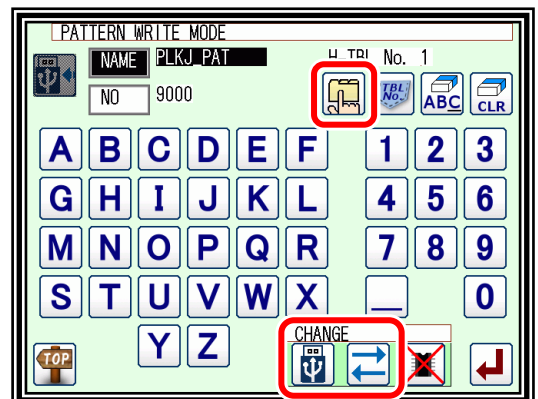 PATTERN WRITE MODE
NAME PLKJ_PAT H-TBL No. 1
NO 9000 TBL No. ABC CLR
A B C D E F 1 2 3
G H I J K L 4 5 6
M N O P Q R 7 8 9
S T U V W X _ 0
Y Z CHANGE
TOP